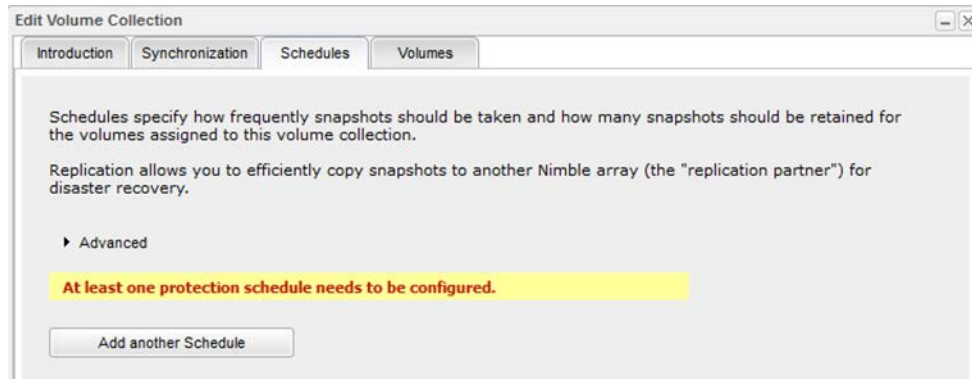 Edit Volume Collection
Introduction Synchronization Schedules Volumes
Schedules specify how frequently snapshots should be taken and how many snapshots should be retained for
the volumes assigned to this volume collection.
Replication allows you to efficiently copy snapshots to another Nimble array (the "replication partner") for
disaster recovery.
Advanced
At least one protection schedule needs to be configured.
Add another Schedule